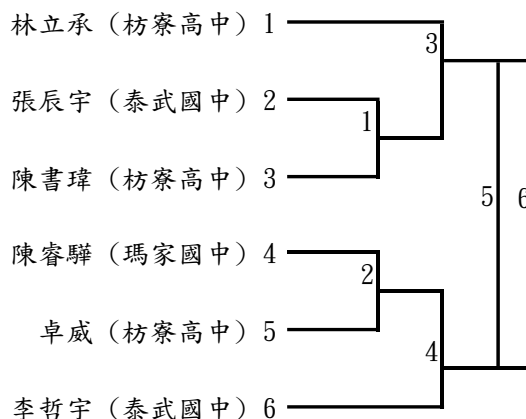 林立承（枋寮高中）1
3
張辰宇（泰武國中）2
1
陳書瑋（枋寮高中）3
5
6
陳睿驊（瑪家國中）4
2
卓威（枋寮高中）5
4
李哲宇（泰武國中）6